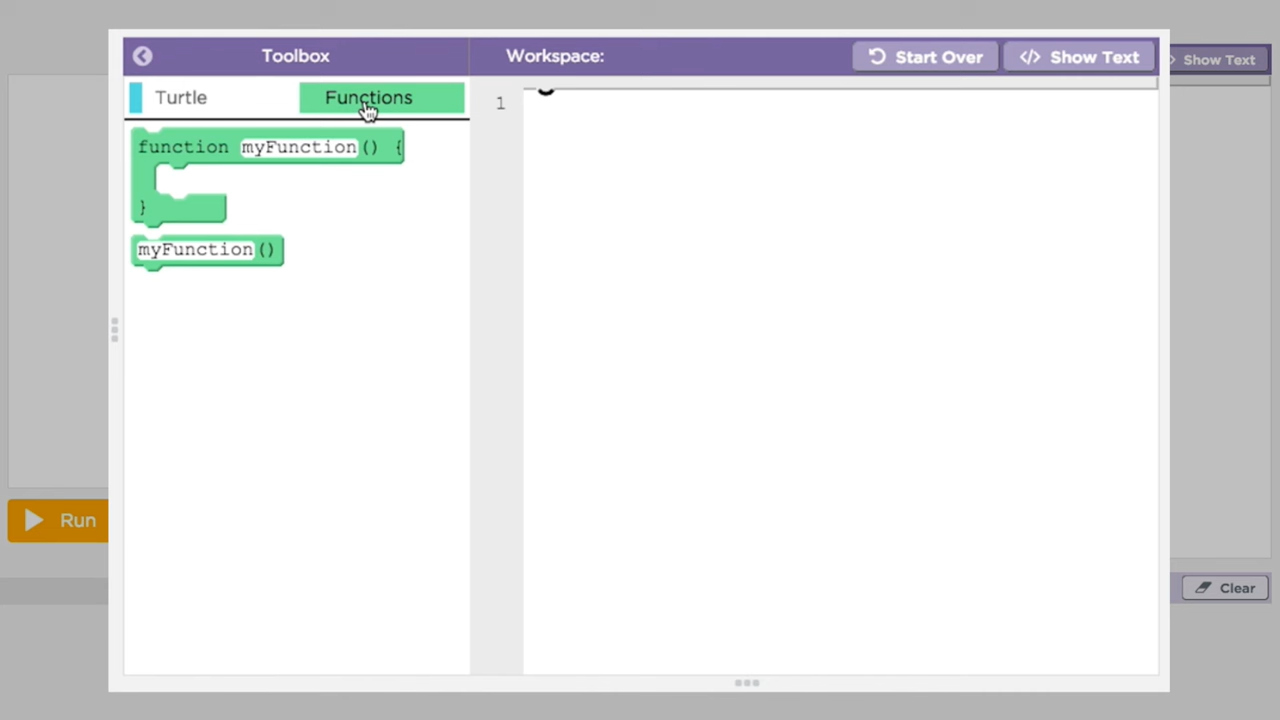 Toolbox
Workspace:
Start Over
</> Show Text
Show Text
Turtle
Functions
1
function myFunction() {
}
myFunction()
Run
Clear